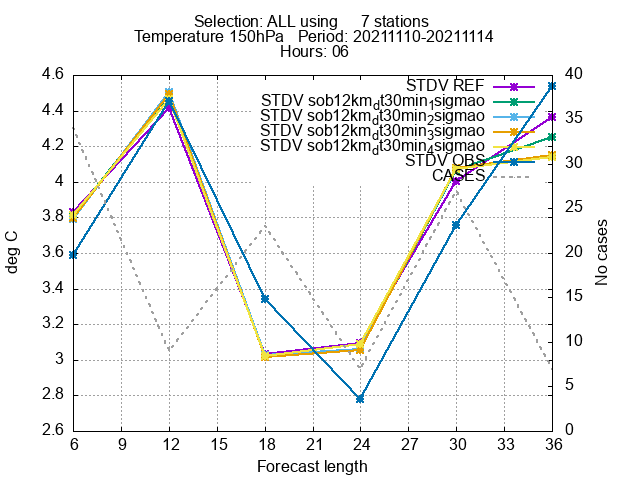 Selection: ALL using 7 stations
Temperature 150hPa Period: 20211110-20211114
Hours: 06
STDV REF
STDV sob12km_dt30min_1sigmao
STDV sob12km_dt30min_2sigmao
STDV sob12km_dt30min_3sigmao
STDV sob12km_dt30min_4sigmao
STDV OBS
CASES
4.6
4.4
4.2
4
3.8
3.6
3.4
3.2
3
2.8
2.6
deg C
40
35
30
25
20
15
10
5
0
No cases
6 9 12 15 18 21 24 27 30 33 36
Forecast length